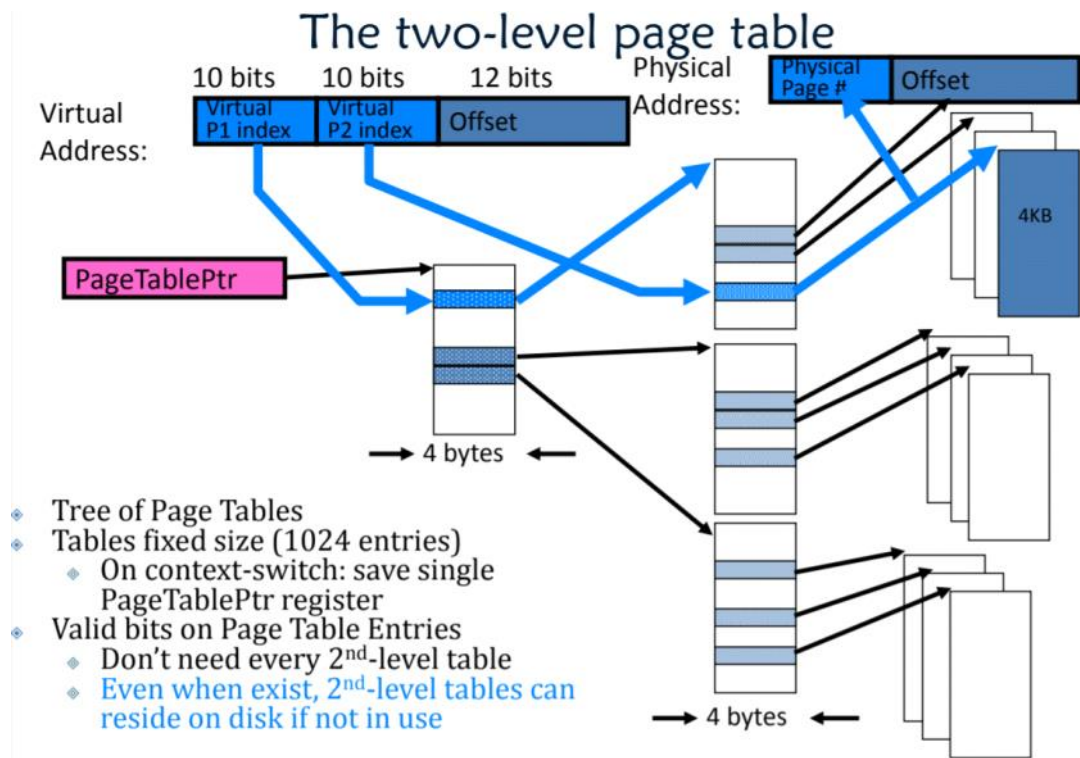 The two-level page table
10 bits 10 bits 12 bits
Virtual
Address:
Virtual
P1 index
Virtual
P2 index
Offset
Physical
Address:
Physical
Page #
Offset
4KB
PageTablePtr
4 bytes
4 bytes
Tree of Page Tables
Tables fixed size (1024 entries)
On context-switch: save single
PageTablePtr register
Valid bits on Page Table Entries
Don't need every 2nd-level table
Even when exist, 2nd-level tables can
reside on disk if not in use